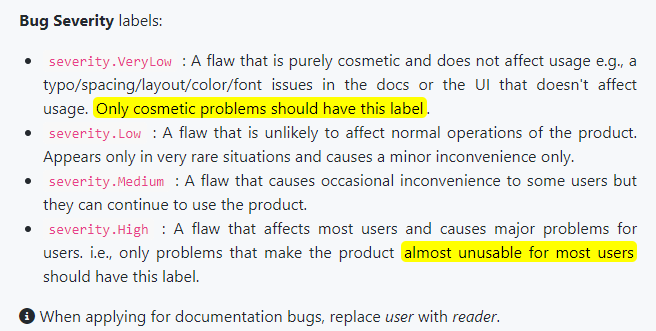 Bug Severity labels:
severity.VeryLow : A flaw that is purely cosmetic and does not affect usage e.g., a
typo/spacing/layout/color/font issues in the docs or the UI that doesn't affect
usage. Only cosmetic problems should have this label.
severity.Low : A flaw that is unlikely to affect normal operations of the product.
Appears only in very rare situations and causes a minor inconvenience only.
severity.Medium : A flaw that causes occasional inconvenience to some users but
they can continue to use the product.
severity.High : A flaw that affects most users and causes major problems for
users. i.e., only problems that make the product almost unusable for most users
should have this label.
When applying for documentation bugs, replace user with reader.